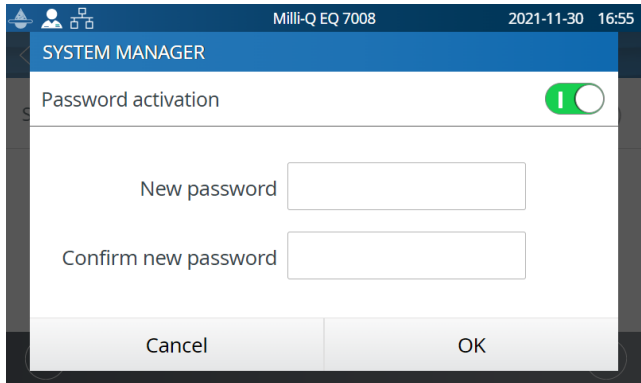 Milli-Q EQ 7008 2021-11-30 16:55
SYSTEM MANAGER
Password activation
New password
Confirm new password
Cancel OK